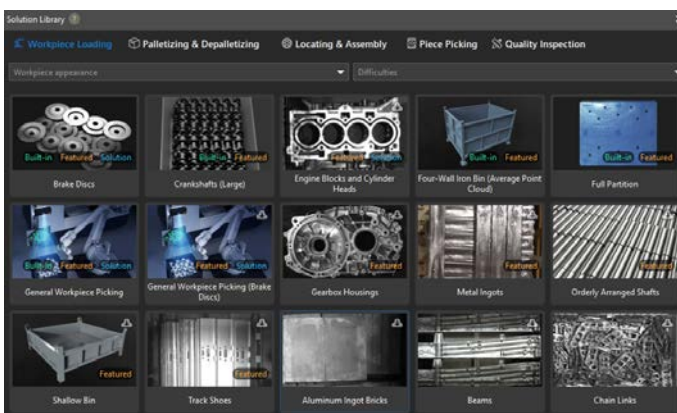 Solution Library ?
Workpiece Loading Palletizing & Depalletizing Locating & Assembly Piece Picking Quality Inspection
Workpiece appearance Difficulties
Built-in Featured Solution
Built-in Featured
Featured Solution
Built-in Featured
Brake Discs
Crankshafts (Large)
Engine Blocks and Cylinder
Heads
Four-Wall Iron Bin (Average Point
Cloud)
Full Partition
Built-in Featured Solution
Built-in Featured Solution
Featured
Featured
Featured
General Workpiece Picking
General Workpiece Picking (Brake
Discs)
Gearbox Housings
Metal Ingots
Orderly Arranged Shafts
Featured
Featured
Shallow Bin
Track Shoes
Aluminum Ingot Bricks
Beams
Chain Links